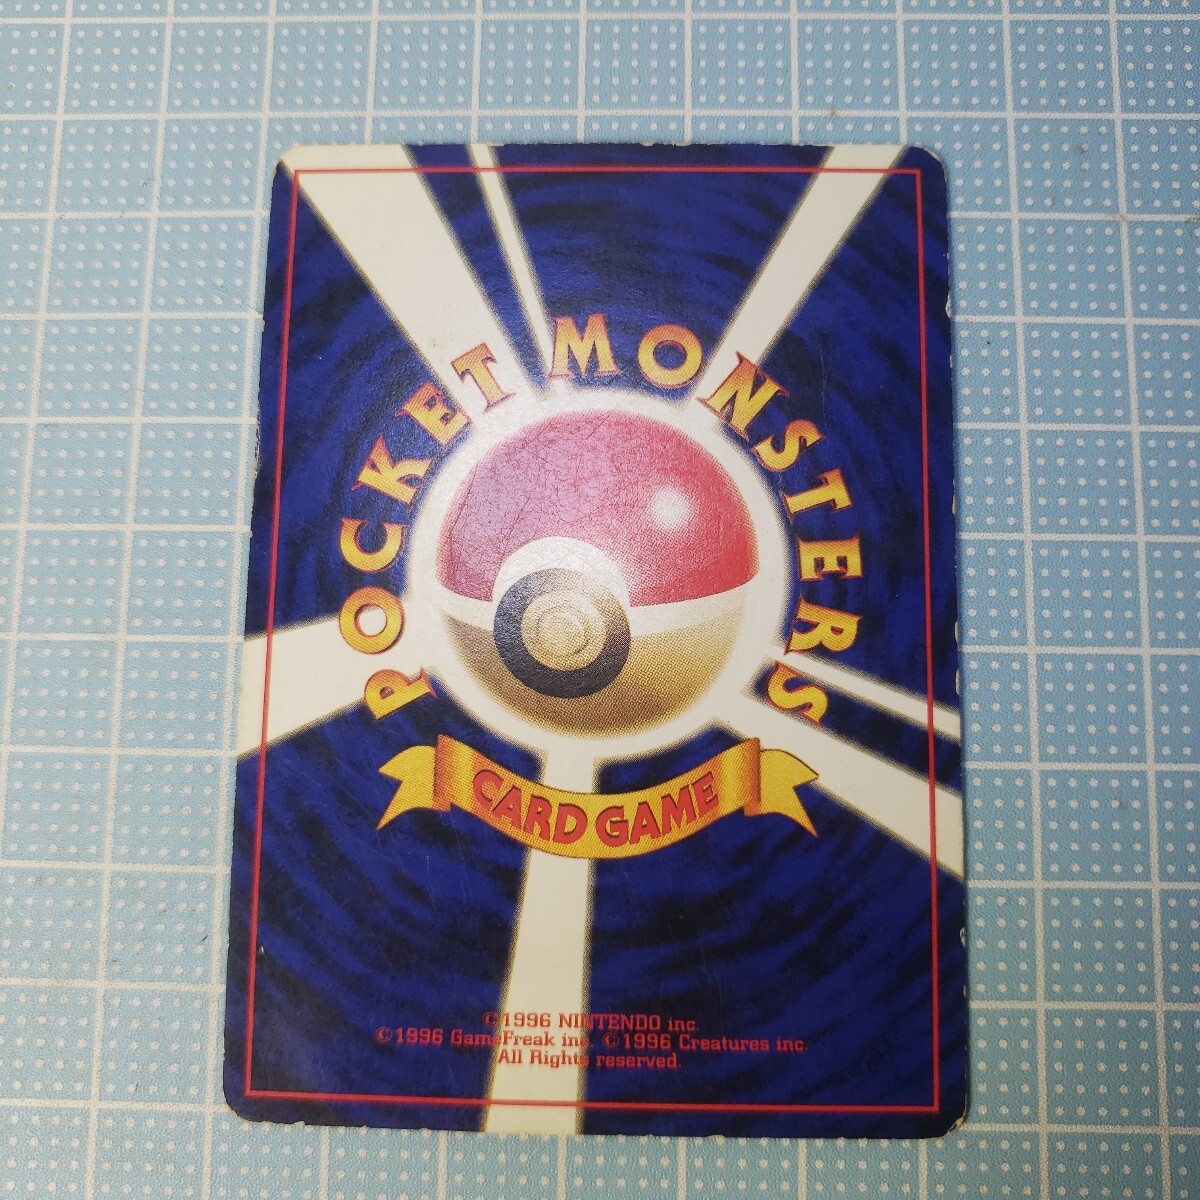 POCKET MONSTERS
CARD GAME
©1996 NINTENDO inc.
©1996 GameFreak inc. ©1996 Creatures inc.
All Rights reserved.